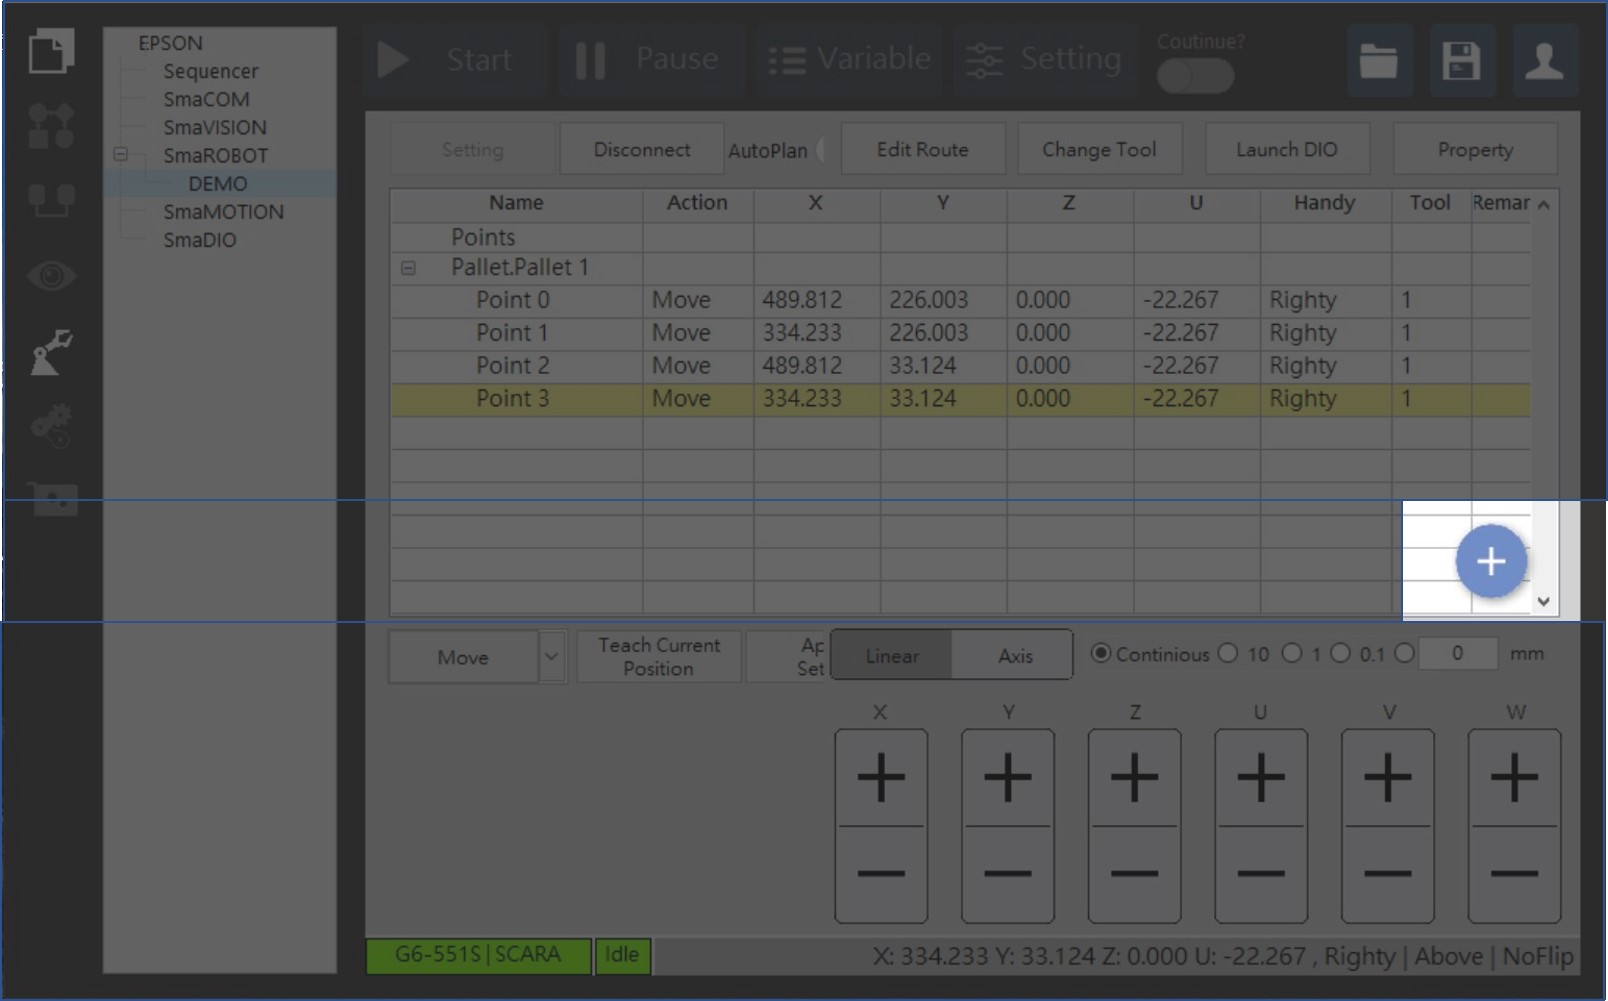 EPSON
Sequencer
SmaCOM
SmaVISION
SmaROBOT
DEMO
SmaMOTION
SmaDIO
Start Pause Variable Setting Coutinue?
Setting Disconnect AutoPlan Edit Route Change Tool Launch DIO Property
Name Action X Y Z U Handy Tool Remar
Points
Pallet.Pallet 1
Point 0 Move 489.812 226.003 0.000 -22.267 Righty 1
Point 1 Move 334.233 226.003 0.000 -22.267 Righty 1
Point 2 Move 489.812 33.124 0.000 -22.267 Righty 1
Point 3 Move 334.233 33.124 0.000 -22.267 Righty 1
Move
Teach Current
Position
Ap
Set
Linear Axis
Continious 10 1 0.1 0 mm
X Y Z U V W
G6-551S | SCARA Idle
X: 334.233 Y: 33.124 Z: 0.000 U: -22.267 , Righty | Above | NoFlip